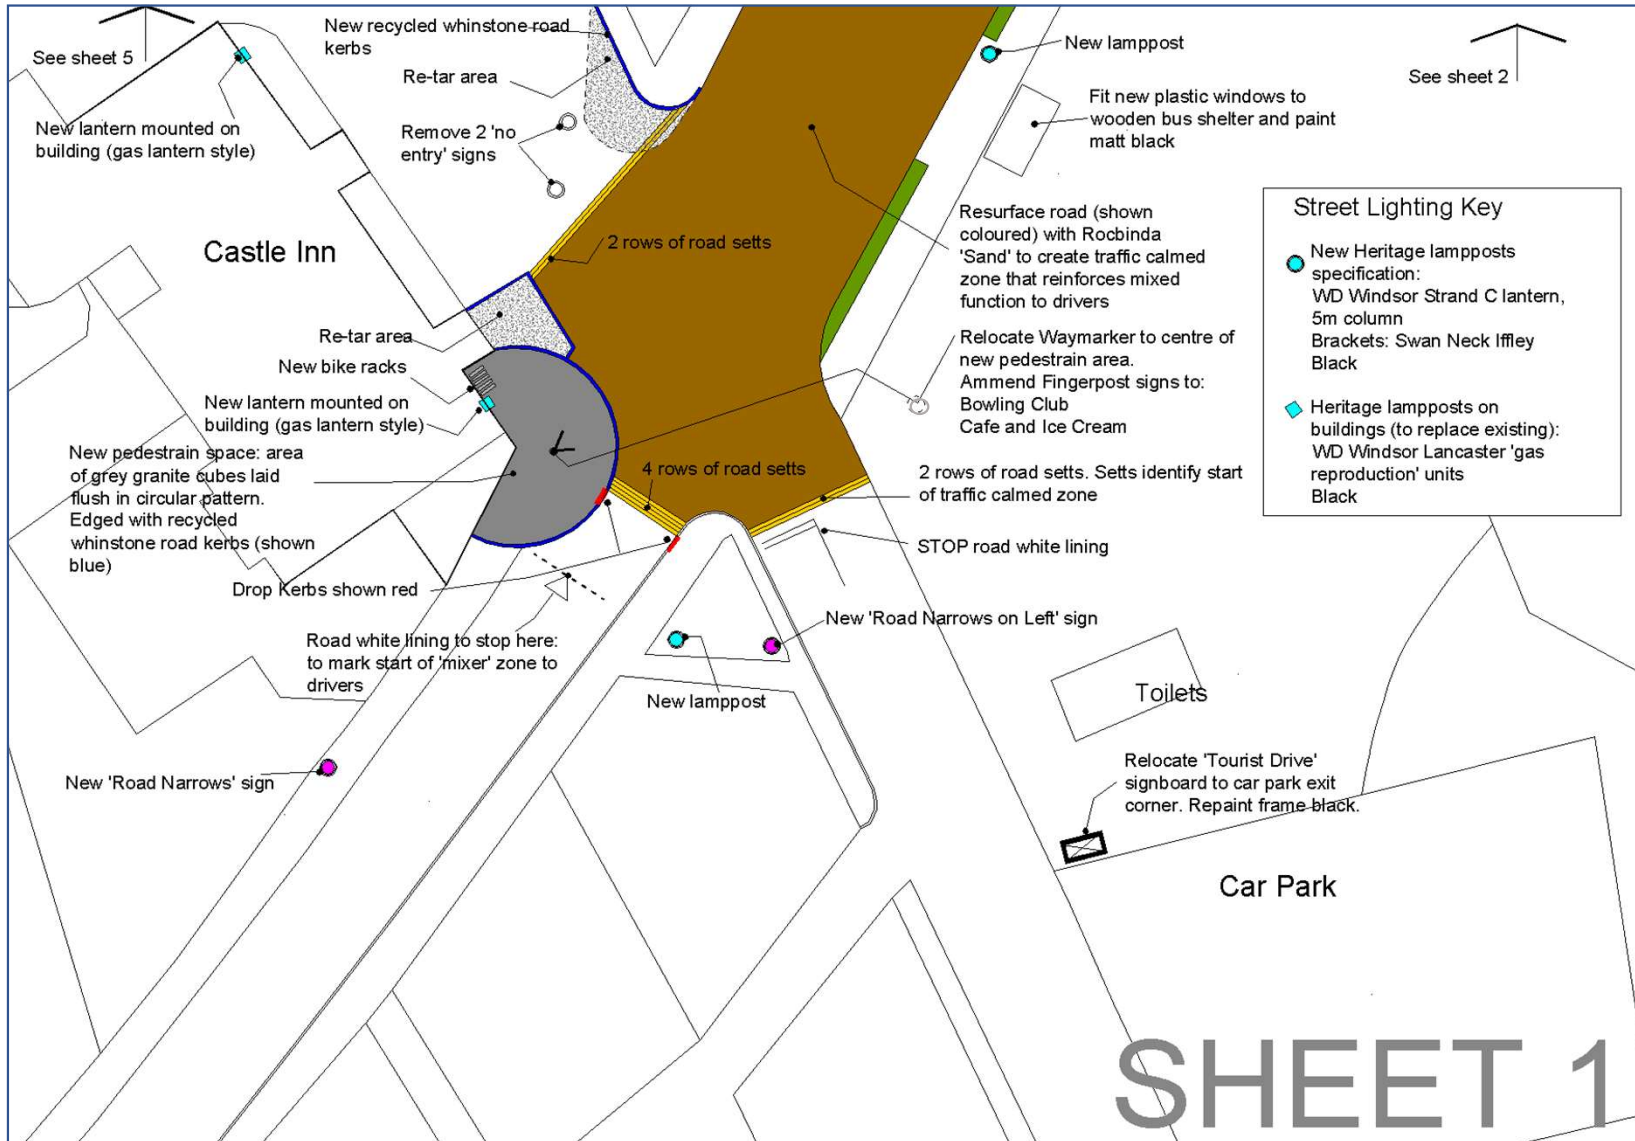 See sheet 5
New recycled whinstone road
kerbs
Re-tar area
New lantern mounted on
building (gas lantern style)
Remove 2 'no
entry' signs
New lamppost
See sheet 2
Fit new plastic windows to
wooden bus shelter and paint
matt black
Castle Inn
2 rows of road setts
Resurface road (shown
coloured) with Rocbinda
'Sand' to create traffic calmed
zone that reinforces mixed
function to drivers
Street Lighting Key
New Heritage lampposts
specification:
WD Windsor Strand C lantern,
5m column
Brackets: Swan Neck Iffley
Black
Heritage lampposts on
buildings (to replace existing):
WD Windsor Lancaster 'gas
reproduction' units
Black
Re-tar area
New bike racks
New lantern mounted on
building (gas lantern style)
Relocate Waymarker to centre of
new pedestrain area.
Ammend Fingerpost signs to:
Bowling Club
Cafe and Ice Cream
New pedestrain space: area
of grey granite cubes laid
flush in circular pattern.
Edged with recycled
whinstone road kerbs (shown
blue)
4 rows of road setts
2 rows of road setts. Setts identify start
of traffic calmed zone
STOP road white lining
Drop Kerbs shown red
Road white lining to stop here:
to mark start of 'mixer' zone to
drivers
New 'Road Narrows on Left' sign
New lamppost
Toilets
New 'Road Narrows' sign
Relocate 'Tourist Drive'
signboard to car park exit
corner. Repaint frame black.
Car Park
SHEET 1